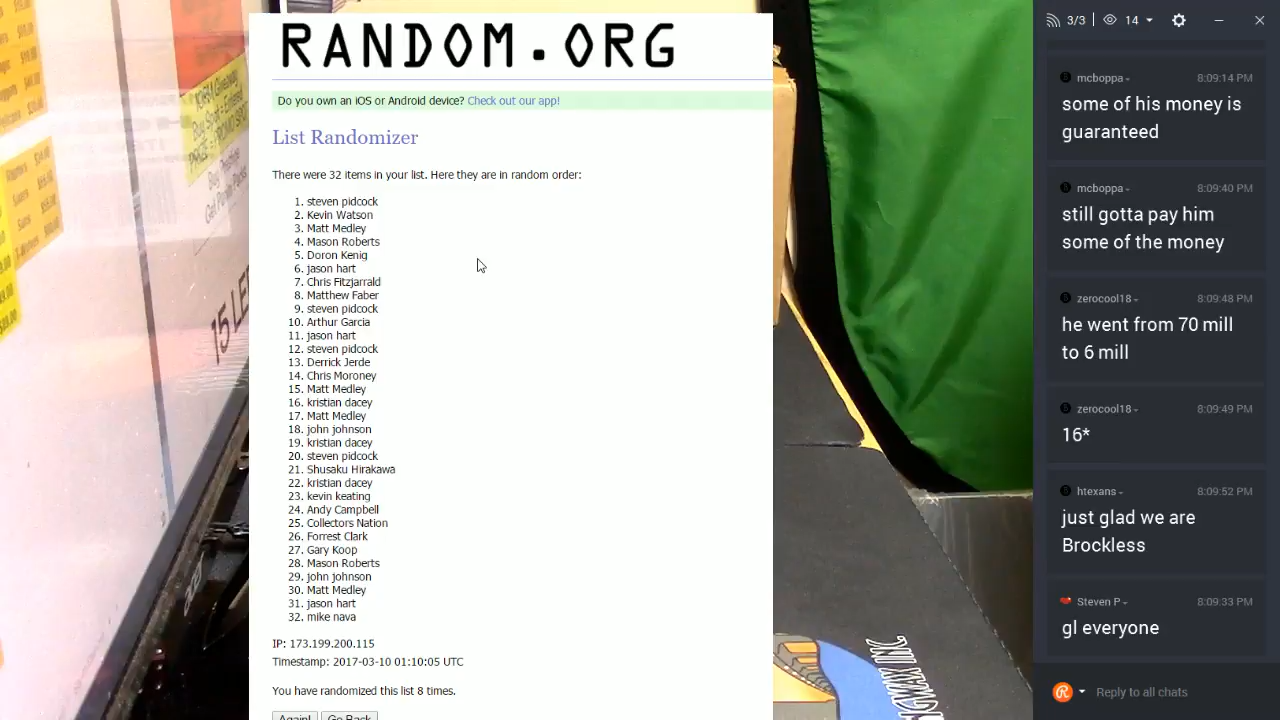 RANDOM.ORG
Do you own an iOS or Android device? Check out our app!
List Randomizer
There were 32 items in your list. Here they are in random order:
1. steven pidcock
2. Kevin Watson
3. Matt Medley
4. Mason Roberts
5. Doron Kenig
6. jason hart
7. Chris Fitzjarrald
8. Matthew Faber
9. steven pidcock
10. Arthur Garcia
11. jason hart
12. steven pidcock
13. Derrick Jerde
14. Chris Moroney
15. Matt Medley
16. kristian dacey
17. Matt Medley
18. john johnson
19. kristian dacey
20. steven pidcock
21. Shusaku Hirakawa
22. kristian dacey
23. kevin keating
24. Andy Campbell
25. Collectors Nation
26. Forrest Clark
27. Gary Koop
28. Mason Roberts
29. john johnson
30. Matt Medley
31. jason hart
32. mike nava
IP: 173.199.200.115
Timestamp: 2017-03-10 01:10:05 UTC
You have randomized this list 8 times.
Again! Go Back
15 LE
3/3 14
mcboppa 8:09:14 PM
some of his money is
guaranteed
mcboppa 8:09:40 PM
still gotta pay him
some of the money
zerocool18 8:09:48 PM
he went from 70 mill
to 6 mill
zerocool18 8:09:49 PM
16*
htexans 8:09:52 PM
just glad we are
Brockless
Steven P 8:09:33 PM
gl everyone
Reply to all chats